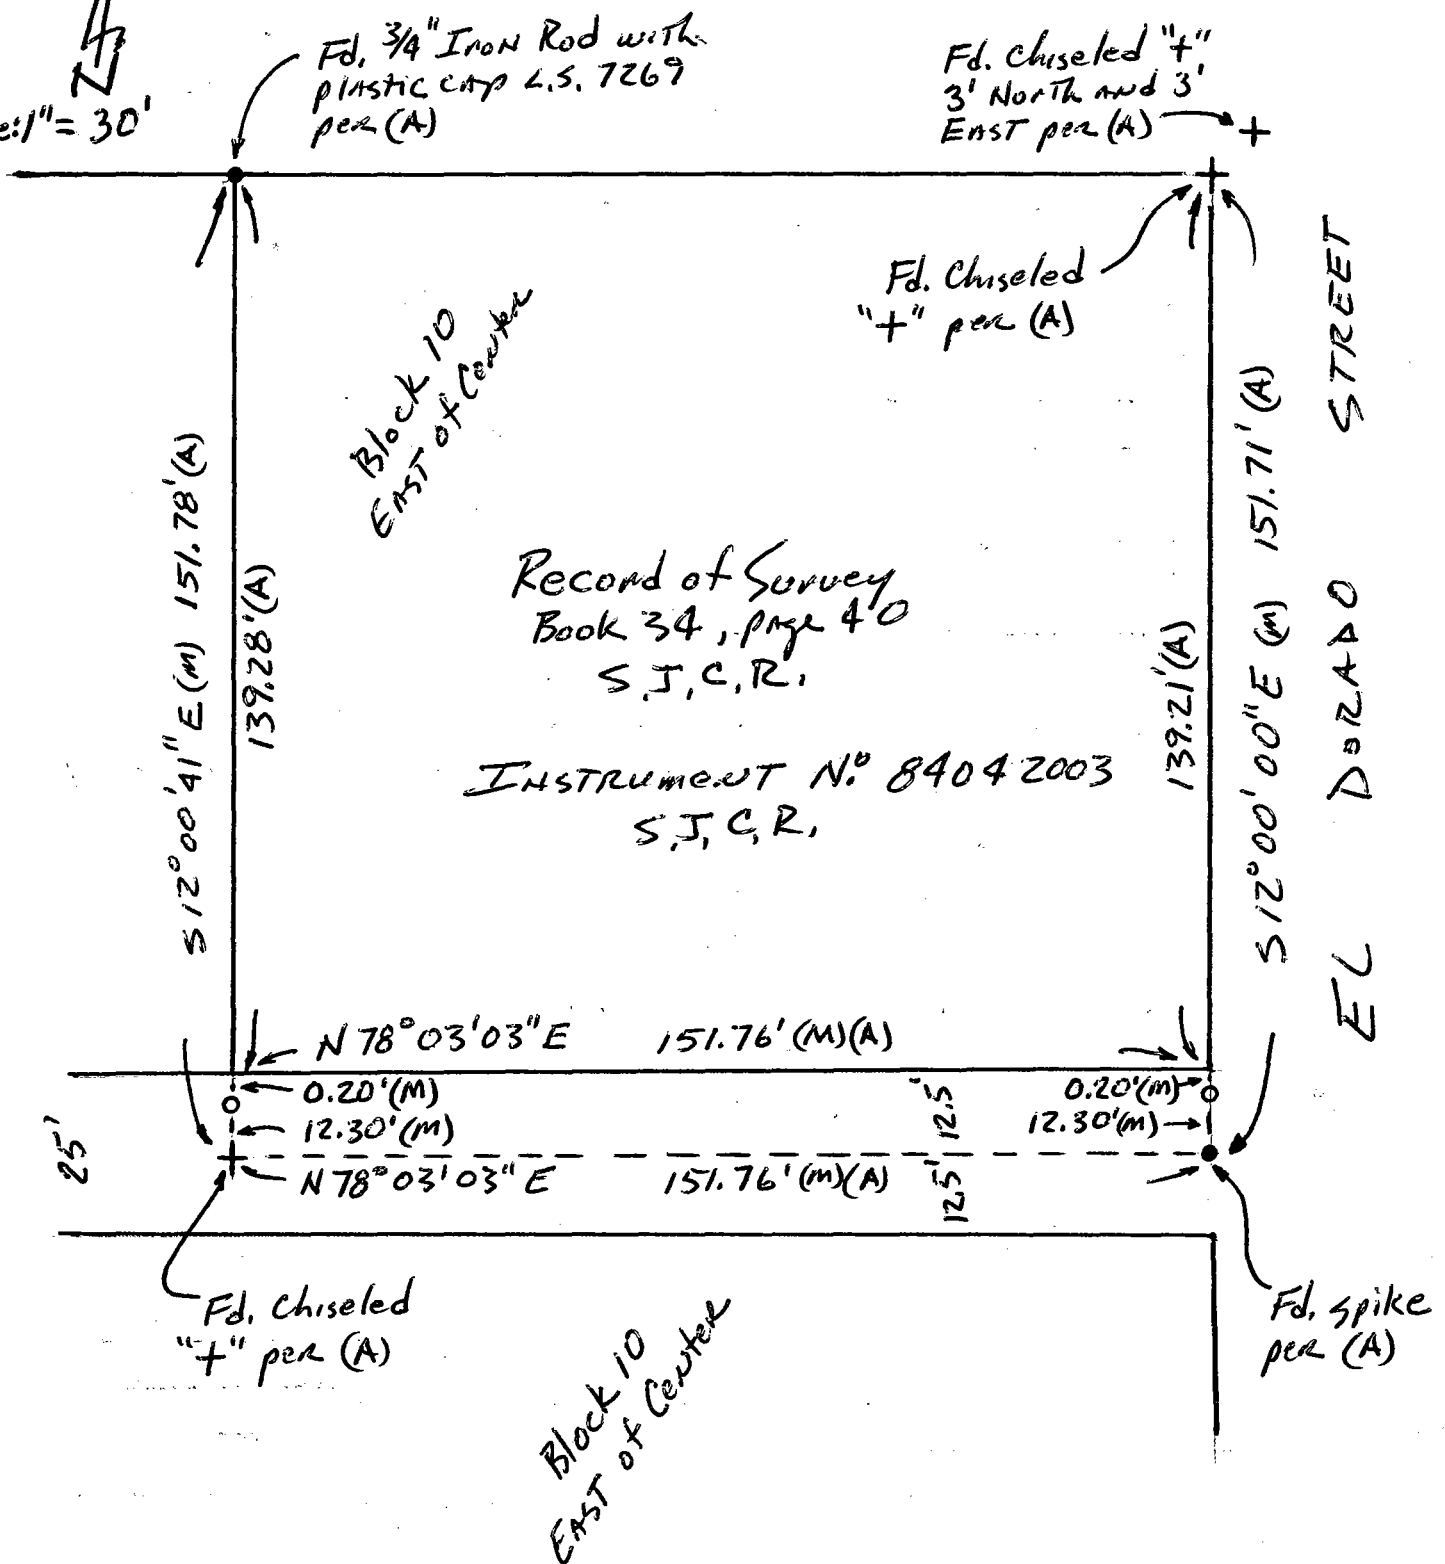 e:1"= 30'
Fd. 3/4" Iron Rod with
plastic cap L.S. 7269
per (A)
Fd. Chiseled "+"
3' North and 3'
EAST per (A)
Fd. Chiseled
"+" per (A)
Block 10
EAST of Center
S 12° 00' 41" E (m) 151.78' (A)
139.28' (A)
Record of Survey
Book 34, page 40
S.J.C.R.
INSTRUMENT No. 84042003
S.J.C.R.
139.21' (A)
S 12° 00' 00" E (m) 151.71' (A)
EL DORADO STREET
N 78° 03' 03" E 151.76' (M)(A)
0.20' (M)
12.30' (M)
0.20' (m)
12.30' (m)
12.5'
12.5'
25'
N 78° 03' 03" E 151.76' (m)(A)
Fd. Chiseled
"+" per (A)
Fd. spike
per (A)
Block 10
EAST of Center